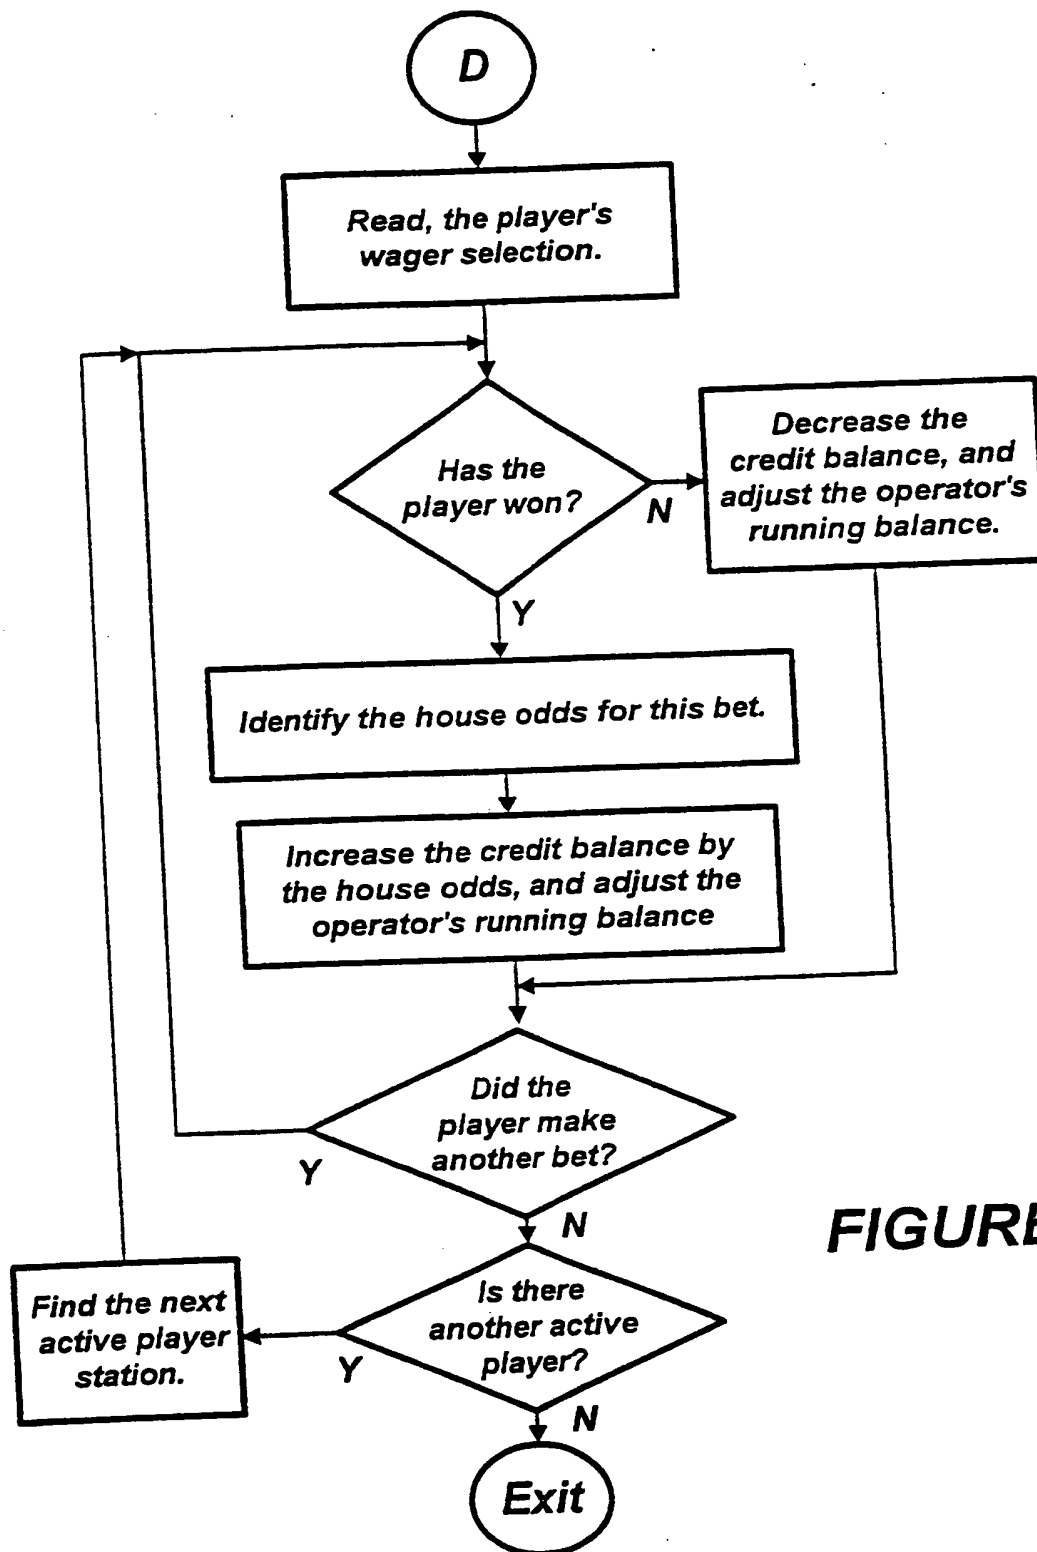 D
Read, the player's
wager selection.
Has the
player won?
N
Decrease the
credit balance, and
adjust the operator's
running balance.
Y
Identify the house odds for this bet.
Increase the credit balance by
the house odds, and adjust the
operator's running balance
Did the
player make
another bet?
Y
N
FIGURE
Is there
another active
player?
Y
Find the next
active player
station.
N
Exit